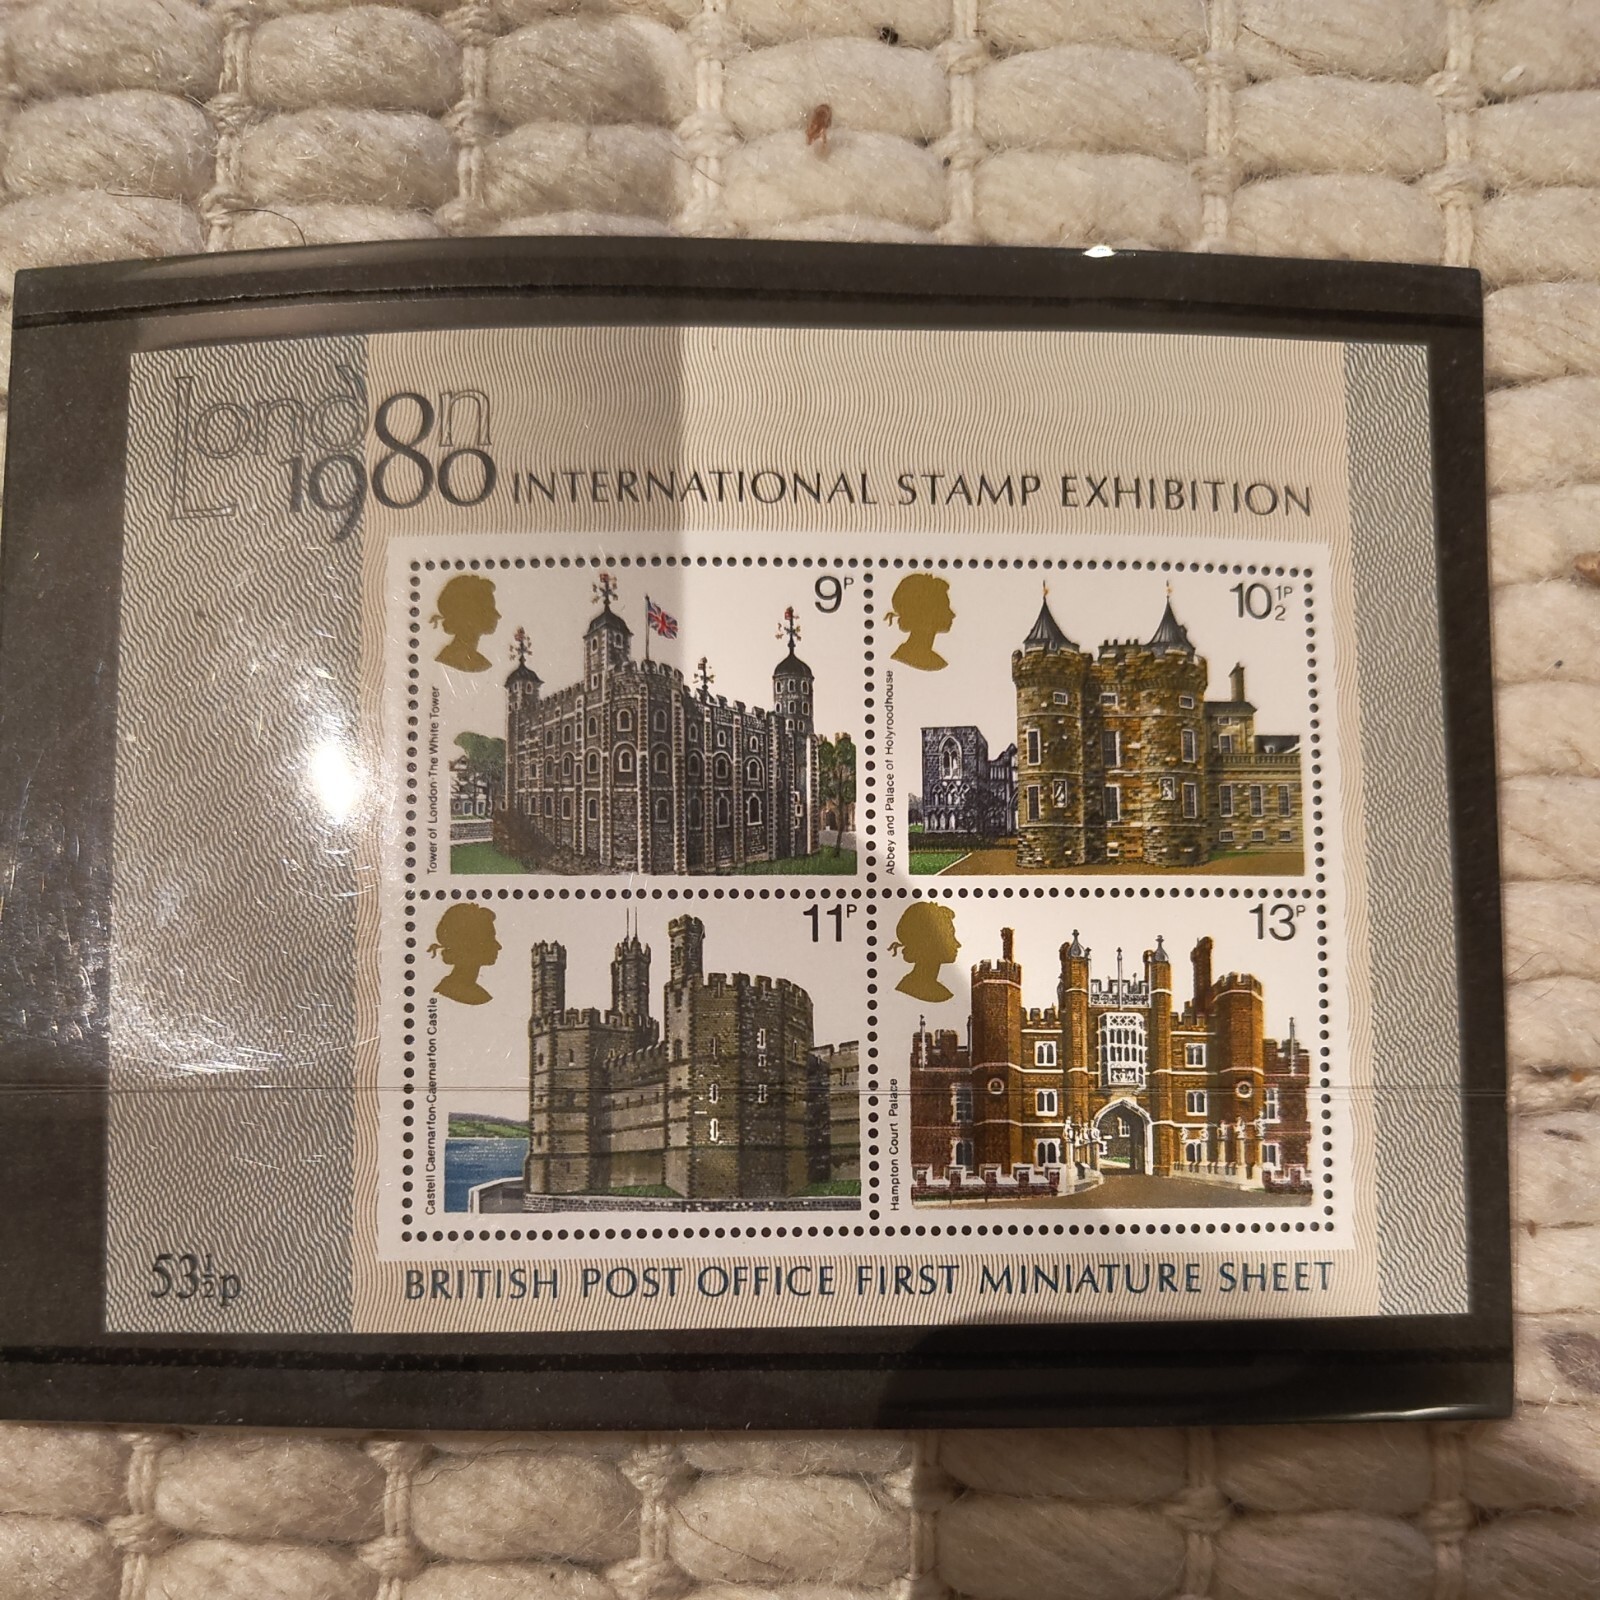 London
1980 INTERNATIONAL STAMP EXHIBITION
9P
Tower of London·The White Tower
10½P
Abbey and Palace of Holyroodhouse
11P
Castell Caernarfon·Caernarfon Castle
13P
Hampton Court Palace
53½p
BRITISH POST OFFICE FIRST MINIATURE SHEET